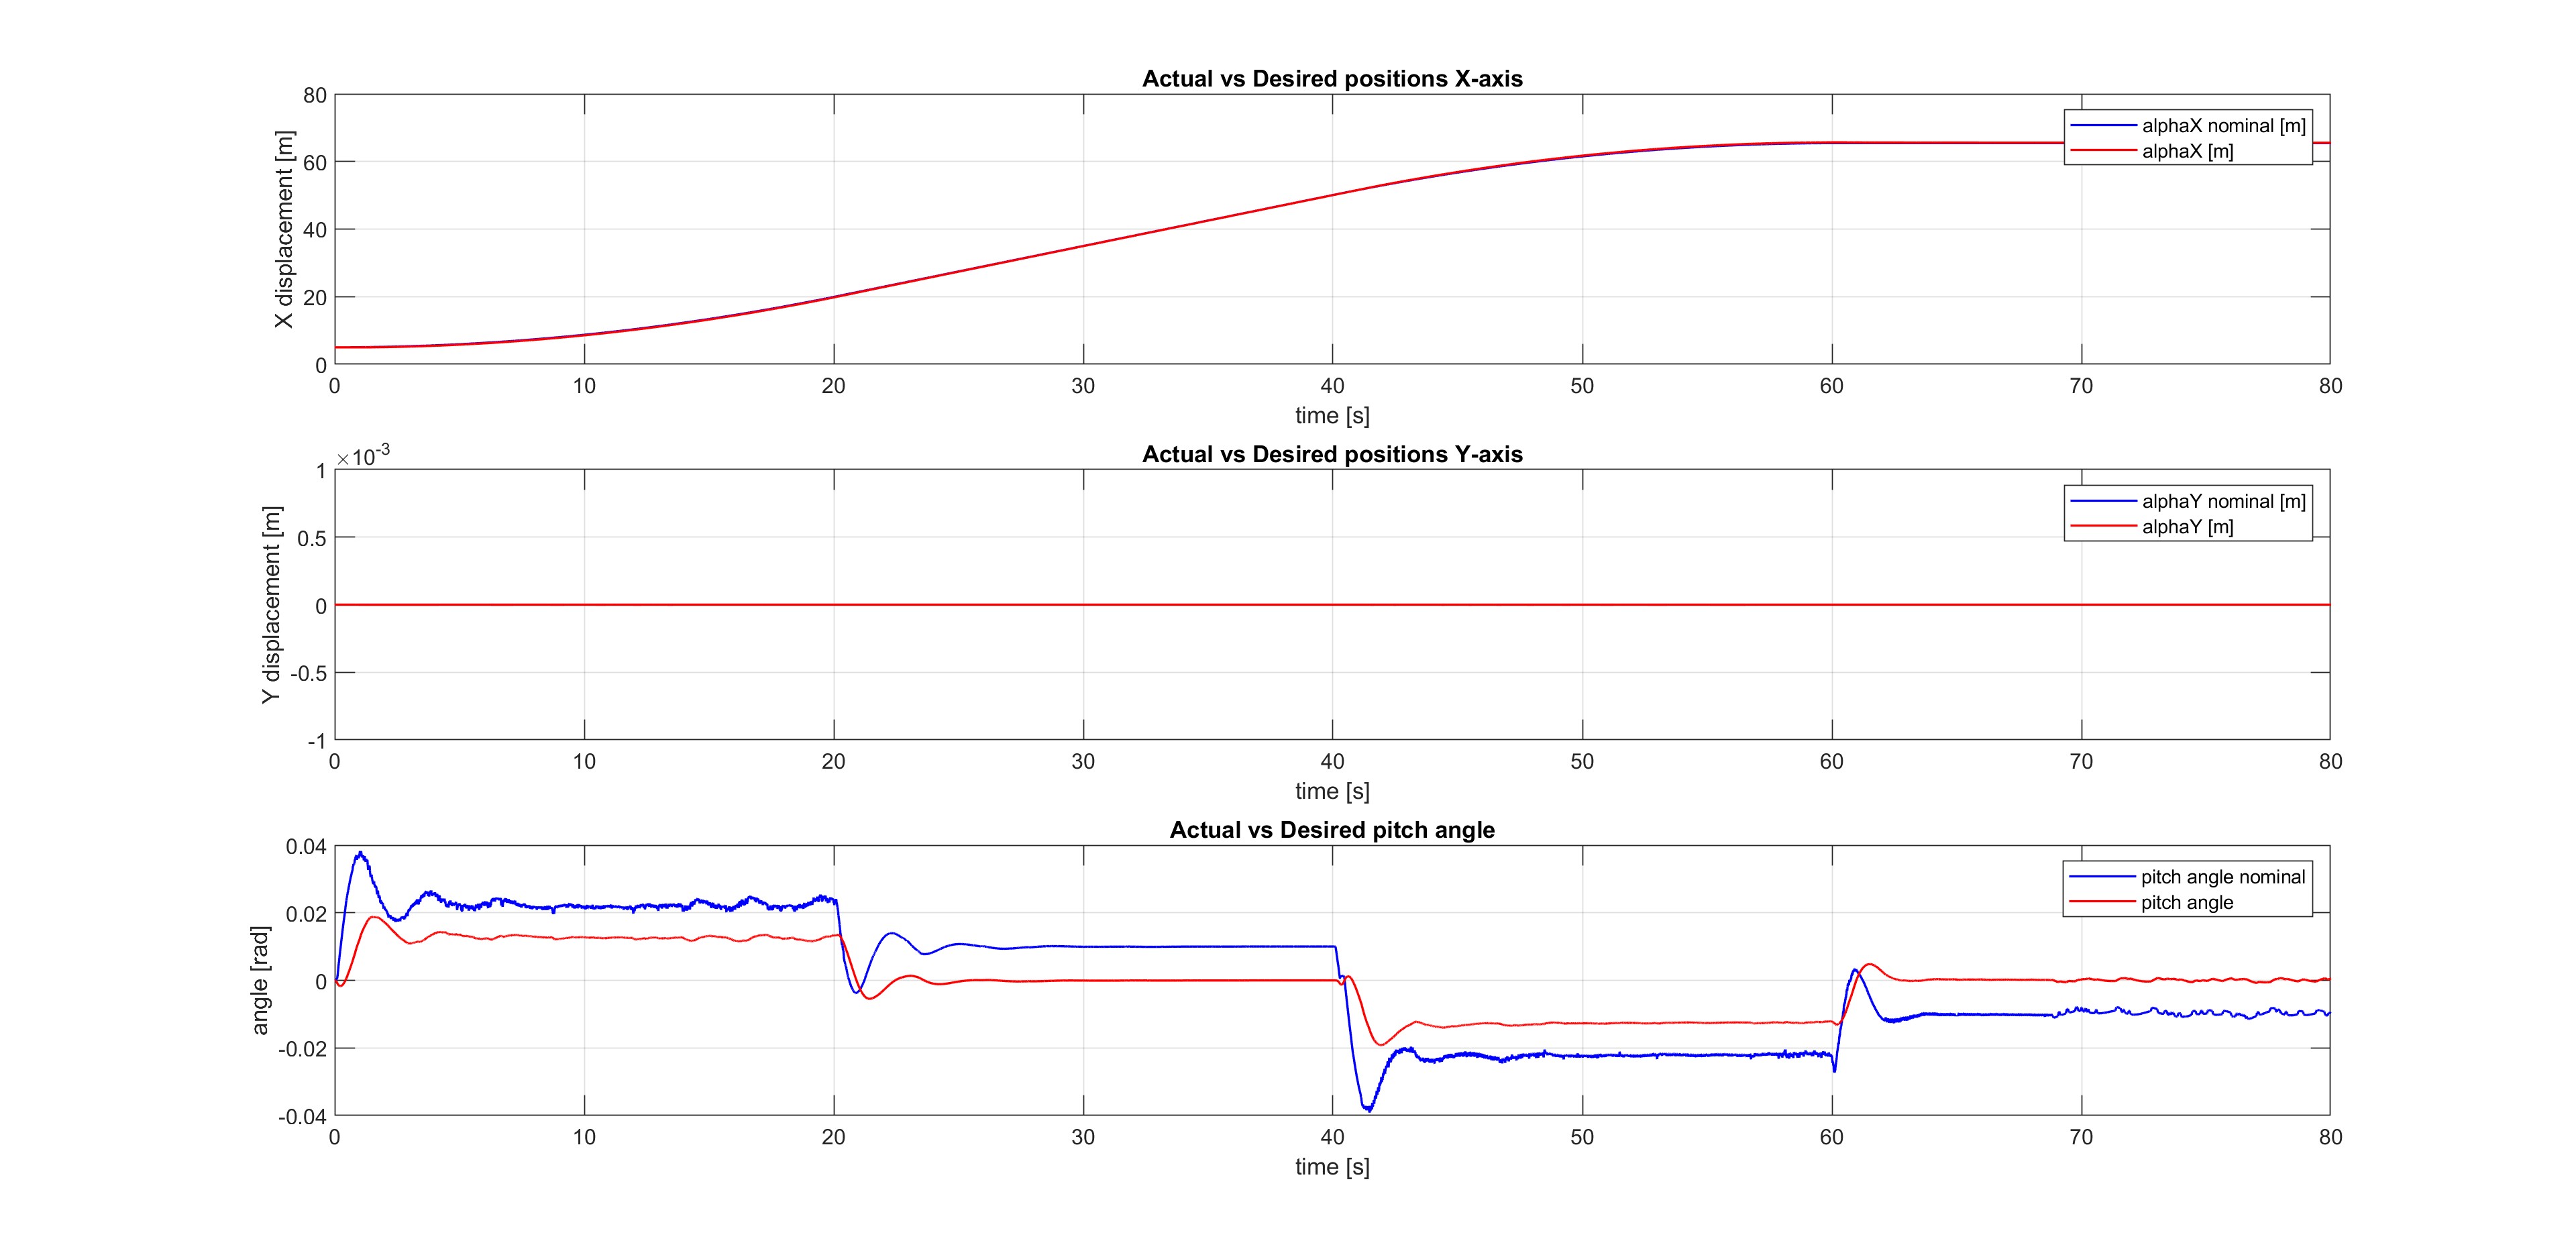 Actual vs Desired positions X-axis
80
60
40
20
0
X displacement [m]
alphaX nominal [m]
alphaX [m]
0 10 20 30 40 50 60 70 80
time [s]
Actual vs Desired positions Y-axis
×10-3
1
0.5
0
-0.5
-1
Y displacement [m]
alphaY nominal [m]
alphaY [m]
0 10 20 30 40 50 60 70 80
time [s]
Actual vs Desired pitch angle
0.04
0.02
0
-0.02
-0.04
angle [rad]
pitch angle nominal
pitch angle
0 10 20 30 40 50 60 70 80
time [s]